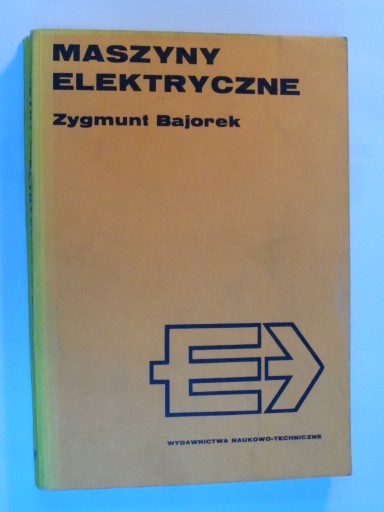 MASZYNY
ELEKTRYCZNE
Zygmunt Bajorek
WYDAWNICTWA NAUKOWO-TECHNICZNE